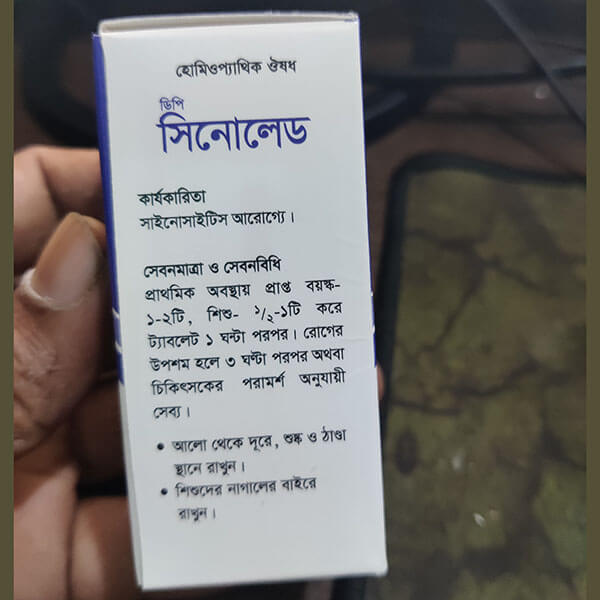 হোমিওপ্যাথিক ঔষধ
ডিপি
সিনোলেড
কার্যকারিতা
সাইনোসাইটিস আরোগ্যে।
সেবনমাত্রা ও সেবনবিধি
প্রাথমিক অবস্থায় প্রাপ্ত বয়স্ক-
১-২টি, শিশু- ১/২-১টি করে
ট্যাবলেট ১ ঘন্টা পরপর। রোগের
উপশম হলে ৩ ঘণ্টা পরপর অথবা
চিকিৎসকের পরামর্শ অনুযায়ী
সেব্য।
• আলো থেকে দূরে, শুষ্ক ও ঠাণ্ডা
স্থানে রাখুন।
• শিশুদের নাগালের বাইরে
রাখুন।